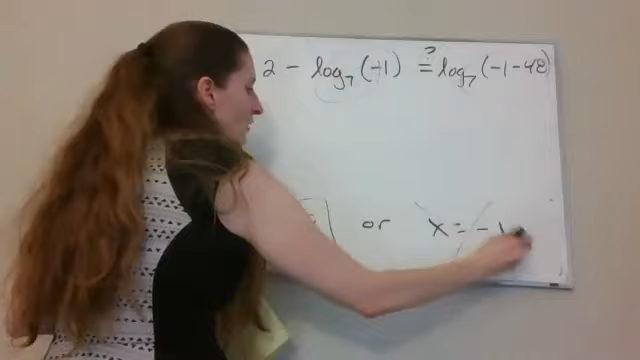 2 - log₇(-1) ≟ log₇(-1-48)
or x = -1